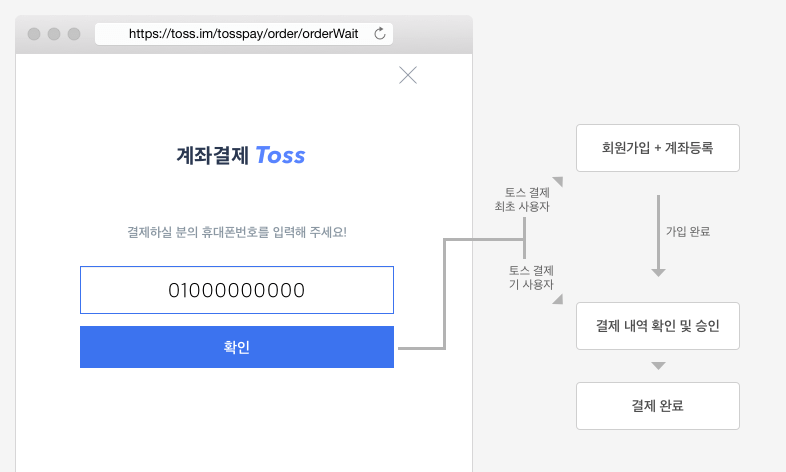 https://toss.im/tosspay/order/orderWait
계좌결제 Toss
결제하실 분의 휴대폰번호를 입력해 주세요!
01000000000
확인
토스 결제
최초 사용자
토스 결제
기 사용자
회원가입 + 계좌등록
가입 완료
결제 내역 확인 및 승인
결제 완료